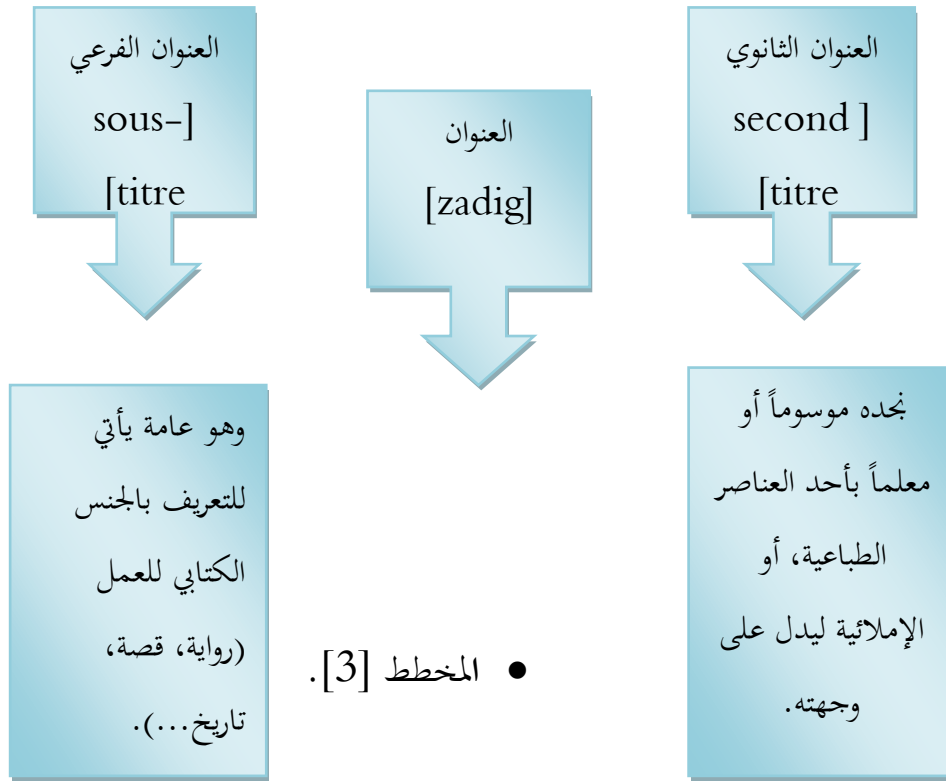 العنوان الثانوي
[second
titre]
العنوان
[zadig]
العنوان الفرعي
[sous-
titre]
نجده موسوماً أو
معلماً بأحد العناصر
الطباعية، أو
الإملائية ليدل على
وجهته.
وهو عامة يأتي
للتعريف بالجنس
الكتابي للعمل
(رواية، قصة،
تاريخ...).
● المخطط [3].